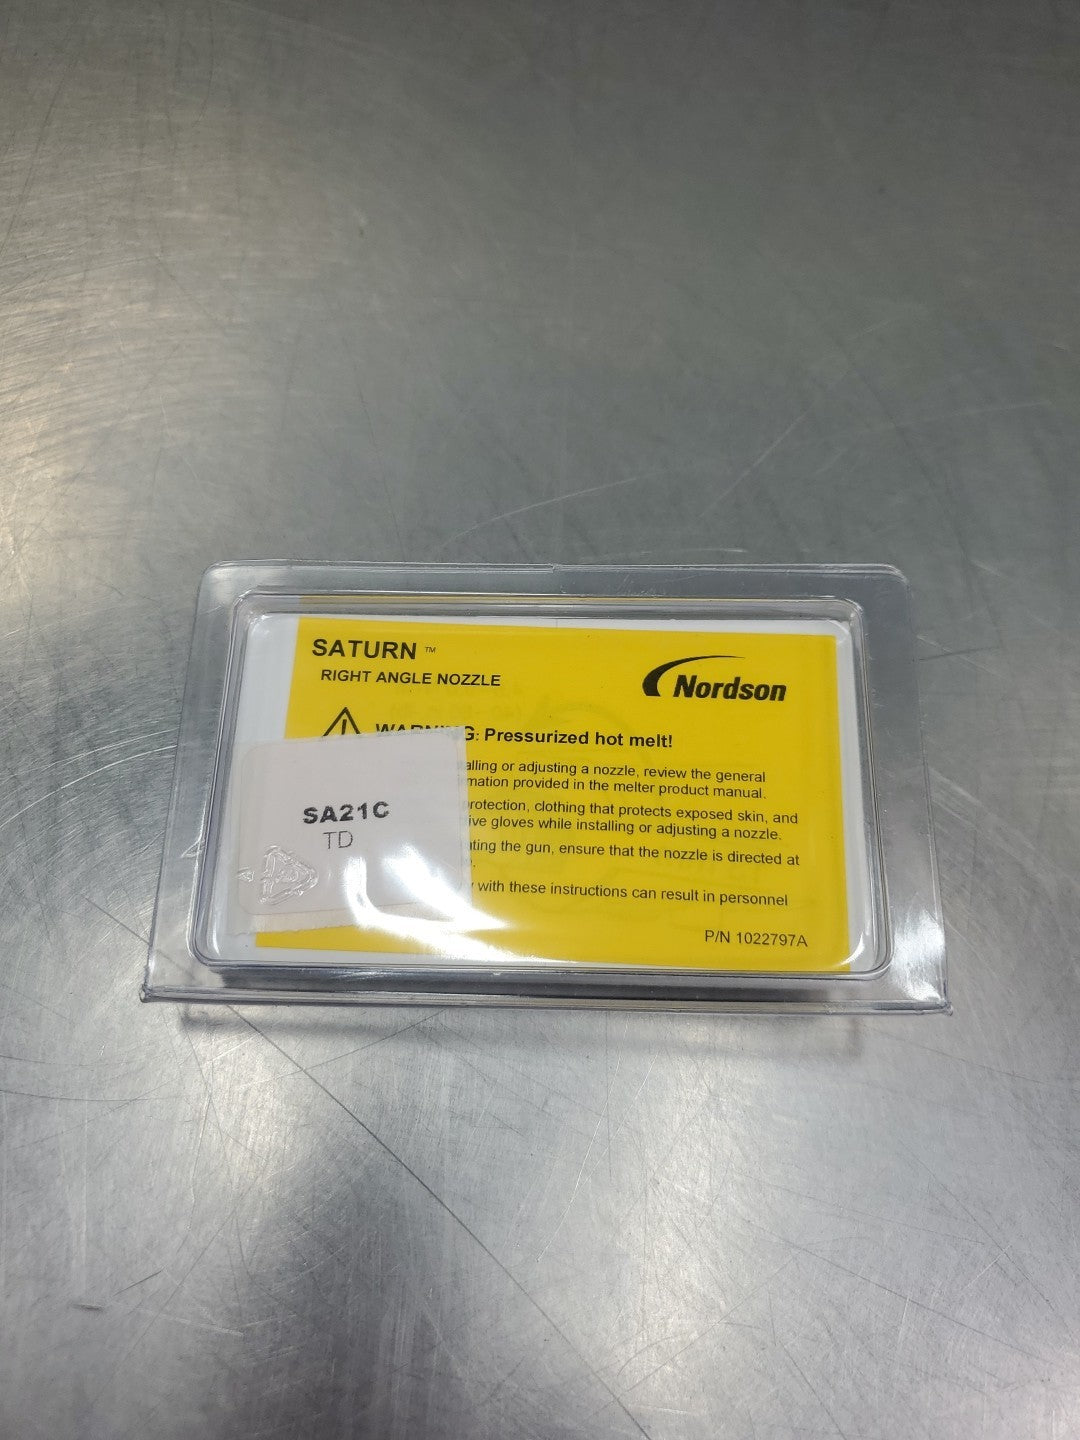 SATURN ™
RIGHT ANGLE NOZZLE
Nordson
WARNING: Pressurized hot melt!
alling or adjusting a nozzle, review the general
mation provided in the melter product manual.
SA21C
TD
protection, clothing that protects exposed skin, and
ive gloves while installing or adjusting a nozzle.
ating the gun, ensure that the nozzle is directed at
with these instructions can result in personnel
P/N 1022797A